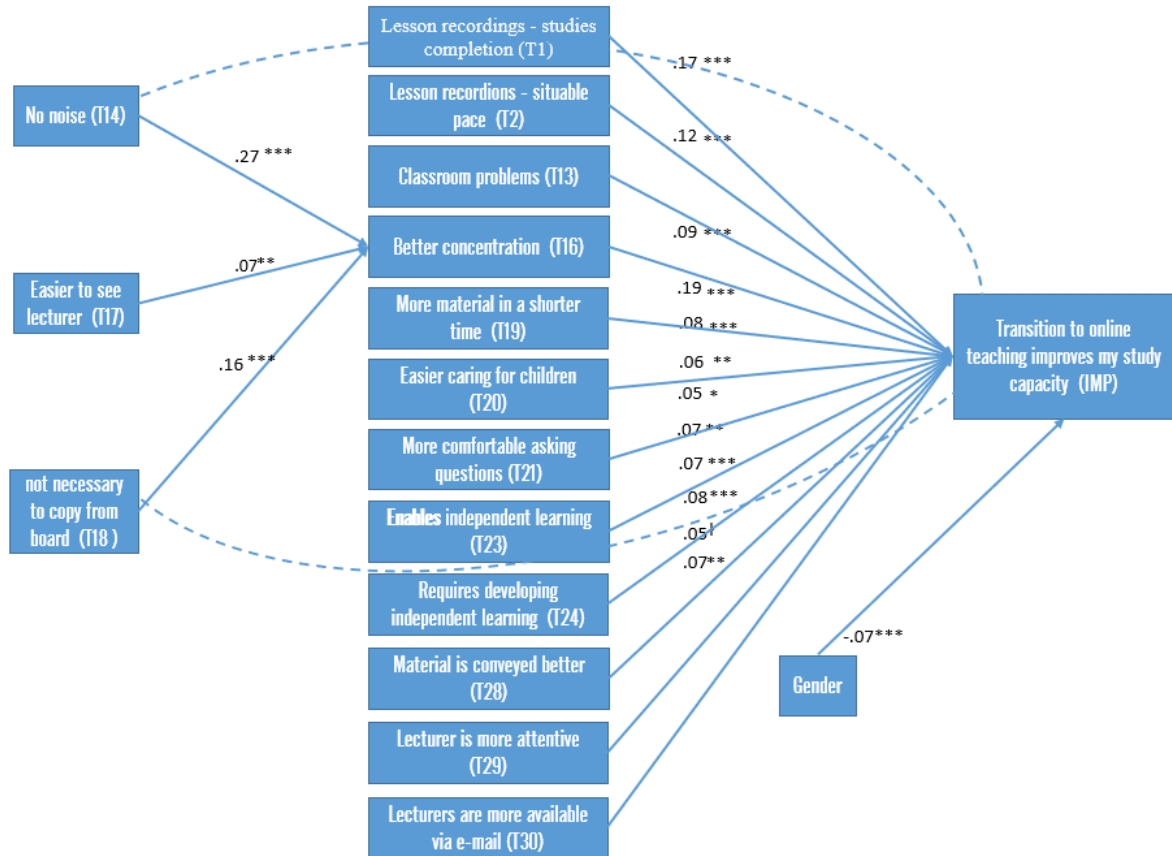 Lesson recordings - studies
completion (T1)
Lesson recordions - situable
pace (T2)
Classroom problems (T13)
Better concentration (T16)
More material in a shorter
time (T19)
Easier caring for children
(T20)
More comfortable asking
questions (T21)
Enables independent learning
(T23)
Requires developing
independent learning (T24)
Material is conveyed better
(T28)
Lecturer is more attentive
(T29)
Lecturers are more available
via e-mail (T30)
No noise (T14)
Easier to see
lecturer (T17)
not necessary
to copy from
board (T18 )
.27 ***
.07**
.16 ***
.17 ***
.12 ***
.09 ***
.19 ***
.08 ***
.06 **
.05 *
.07 **
.07 ***
.08 ***
.05
.07**
Transition to online
teaching improves my study
capacity (IMP)
-.07***
Gender